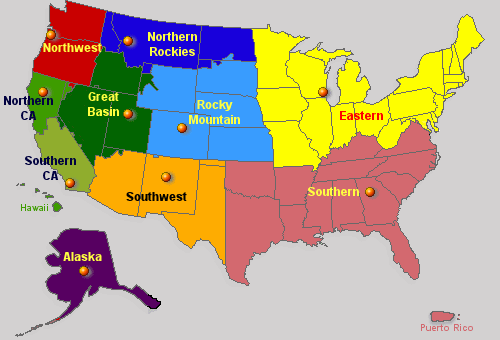 Northwest
Northern
Rockies
Northern
CA
Great
Basin
Rocky
Mountain
Eastern
Southern
CA
Southwest
Southern
Hawaii
Alaska
Puerto Rico